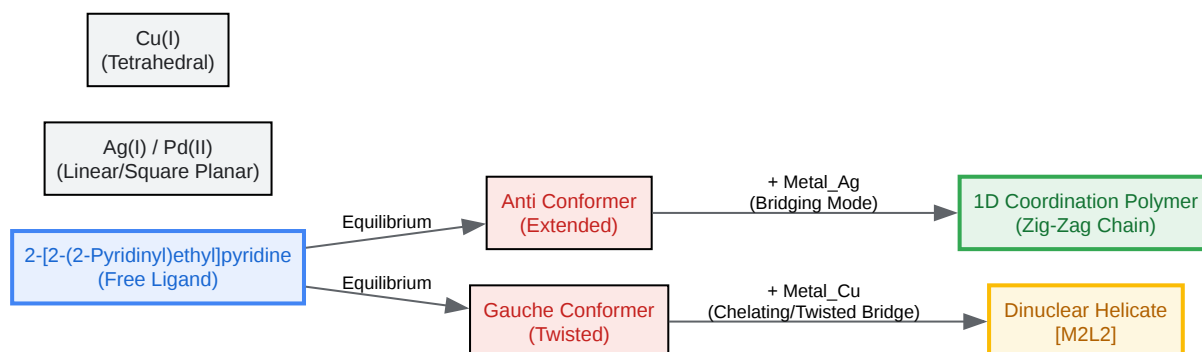 Cu(I)
(Tetrahedral)
Ag(I) / Pd(II)
(Linear/Square Planar)
2-[2-(2-Pyridinyl)ethyl]pyridine
(Free Ligand)
Equilibrium
Equilibrium
Anti Conformer
(Extended)
Gauche Conformer
(Twisted)
+ Metal_Ag
(Bridging Mode)
+ Metal_Cu
(Chelating/Twisted Bridge)
1D Coordination Polymer
(Zig-Zag Chain)
Dinuclear Helicate
[M2L2]